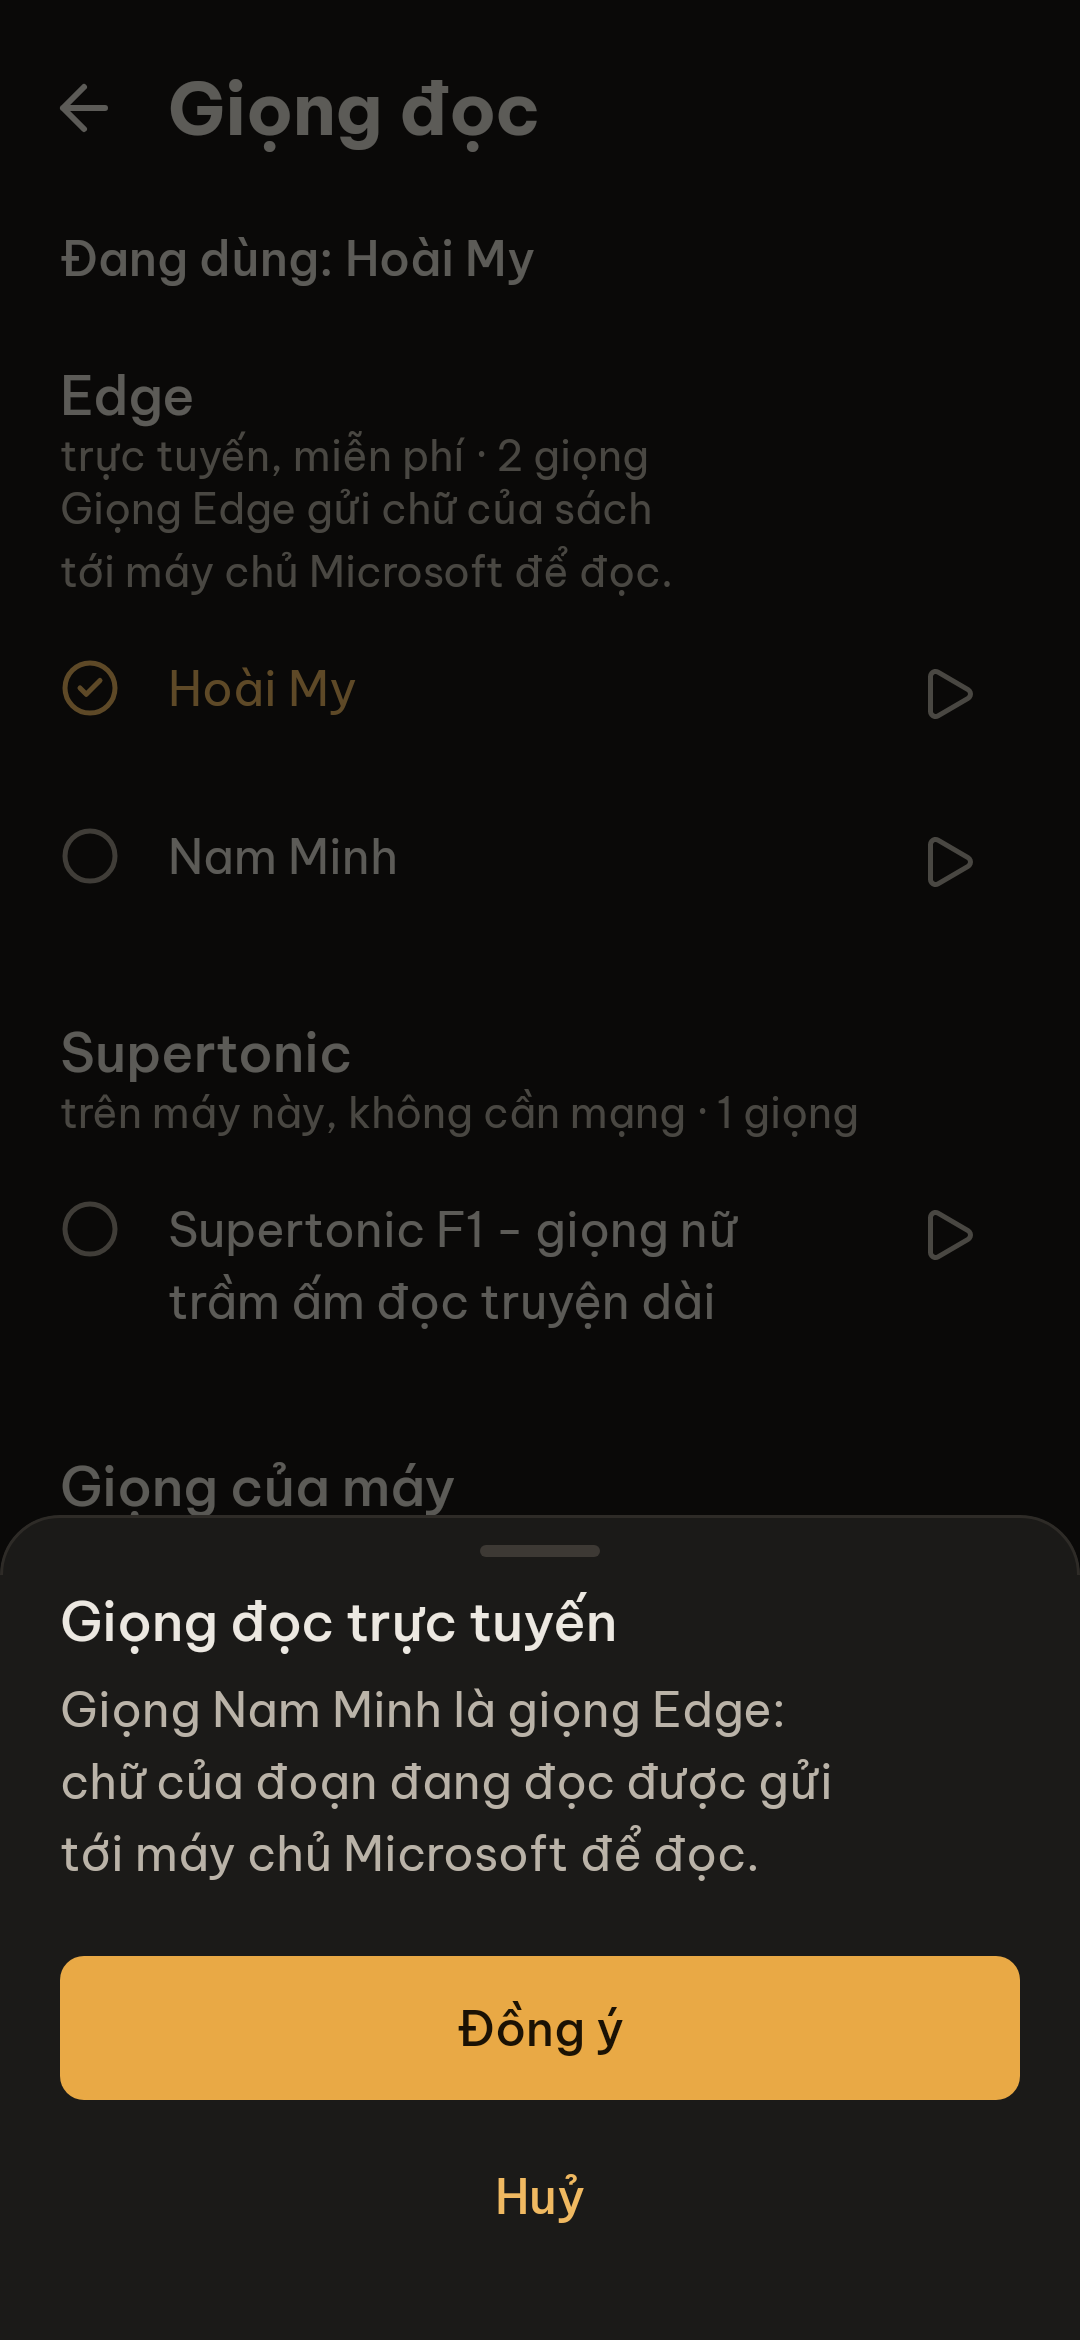 Giọng đọc
Đang dùng: Hoài My
Edge
trực tuyến, miễn phí · 2 giọng
Giọng Edge gửi chữ của sách
tới máy chủ Microsoft để đọc.
Hoài My
Nam Minh
Supertonic
trên máy này, không cần mạng · 1 giọng
Supertonic F1 - giọng nữ
trầm ấm đọc truyện dài
Giọng của máy
Giọng đọc trực tuyến
Giọng Nam Minh là giọng Edge:
chữ của đoạn đang đọc được gửi
tới máy chủ Microsoft để đọc.
Đồng ý
Huỷ